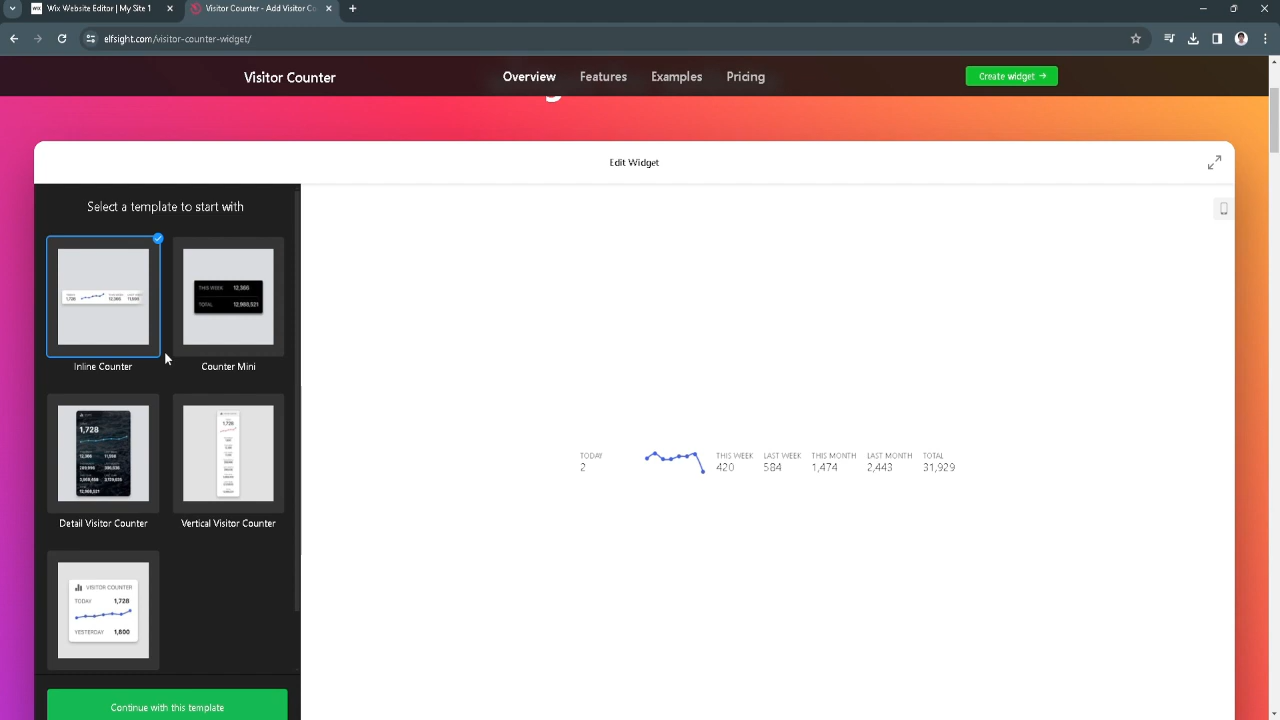 Wix Website Editor | My Site 1
Visitor Counter - Add Visitor Co
elfsight.com/visitor-counter-widget/
Visitor Counter
Overview
Features
Examples
Pricing
Create widget →
Edit Widget
Select a template to start with
Inline Counter
THIS WEEK 12,366
TOTAL 12,968,521
Counter Mini
1,728
Detail Visitor Counter
1,728
Vertical Visitor Counter
VISITOR COUNTER
TODAY 1,728
YESTERDAY 1,800
Continue with this template
TODAY THIS WEEK LAST WEEK THIS MONTH LAST MONTH TOTAL
2 420 584 1,474 2,443 31,929